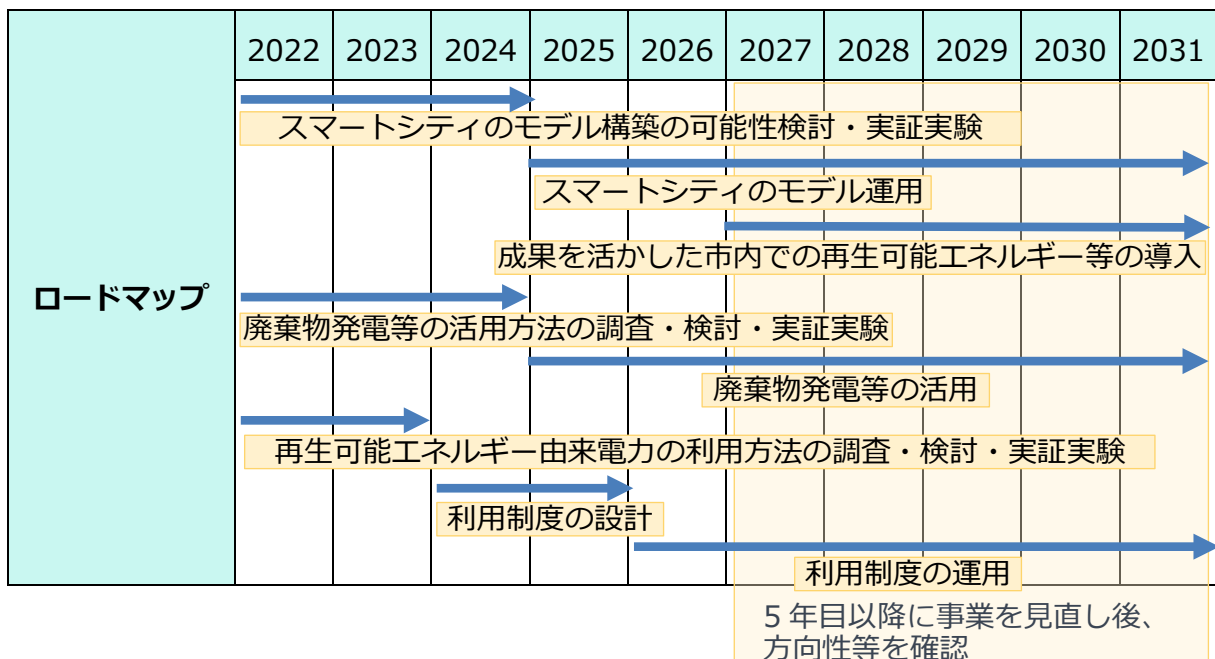 2022 2023 2024 2025 2026 2027 2028 2029 2030 2031
スマートシティのモデル構築の可能性検討・実証実験
スマートシティのモデル運用
成果を活かした市内での再生可能エネルギー等の導入
ロードマップ
廃棄物発電等の活用方法の調査・検討・実証実験
廃棄物発電等の活用
再生可能エネルギー由来電力の利用方法の調査・検討・実証実験
利用制度の設計
利用制度の運用
5年目以降に事業を見直し後、
方向性等を確認